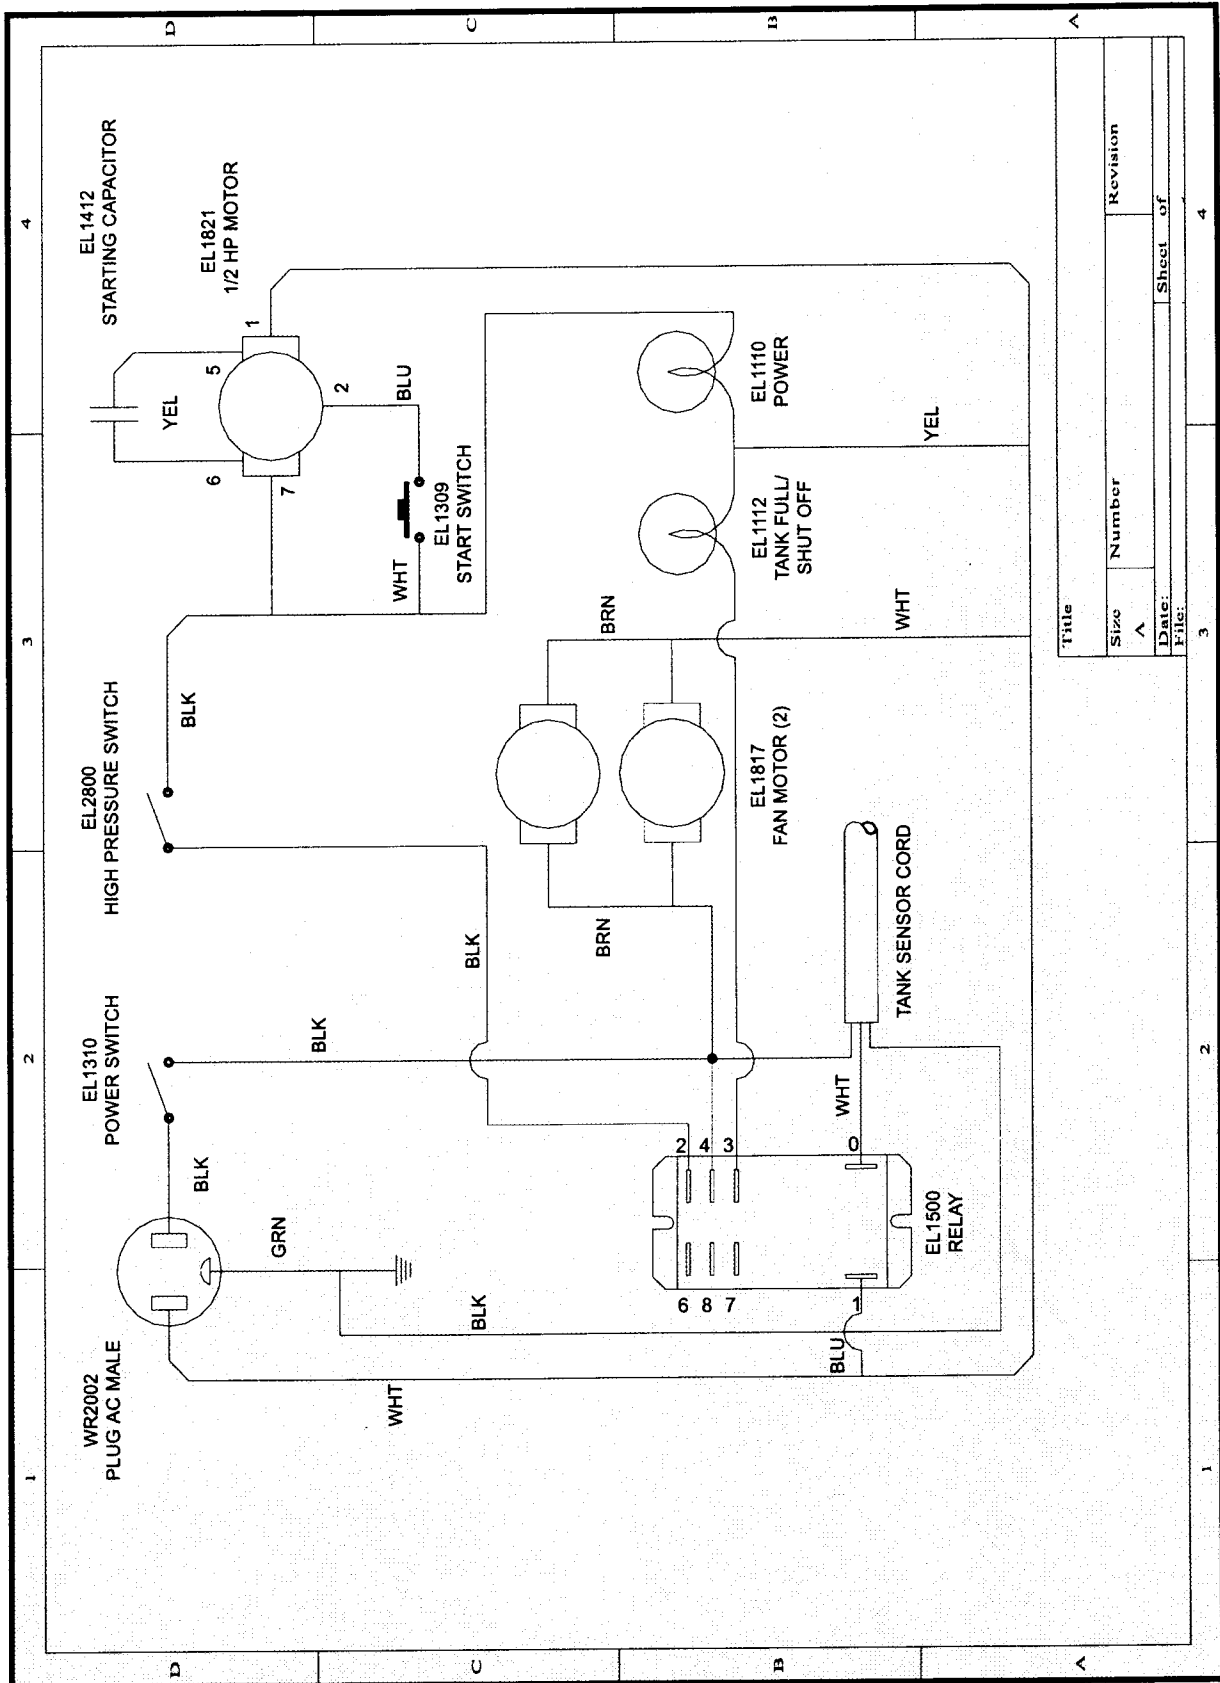 1
2
3
4
D
D
C
C
B
B
A
A
WR2002
PLUG AC MALE
EL1310
POWER SWITCH
EL2800
HIGH PRESSURE SWITCH
EL1412
STARTING CAPACITOR
EL1821
1/2 HP MOTOR
YEL
5
6
1
7
2
BLK
GRN
BLK
BLK
BLU
WHT
EL1309
START SWITCH
WHT
BLK
BLK
BRN
BRN
EL1817
FAN MOTOR (2)
EL1112
TANK FULL/
SHUT OFF
EL1110
POWER
YEL
WHT
2
4
3
0
6
8
7
1
EL1500
RELAY
BLU
WHT
TANK SENSOR CORD
Title
Size
A
Number
Revision
Date:
Sheet of
File:
1
2
3
4